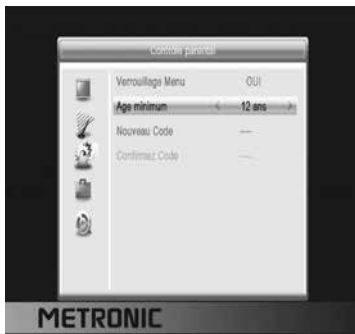 Contrôle parental
Verrouillage Menu OUI
Age minimum < 12 ans >
Nouveau Code ----
Confirmez Code ----
METRONIC